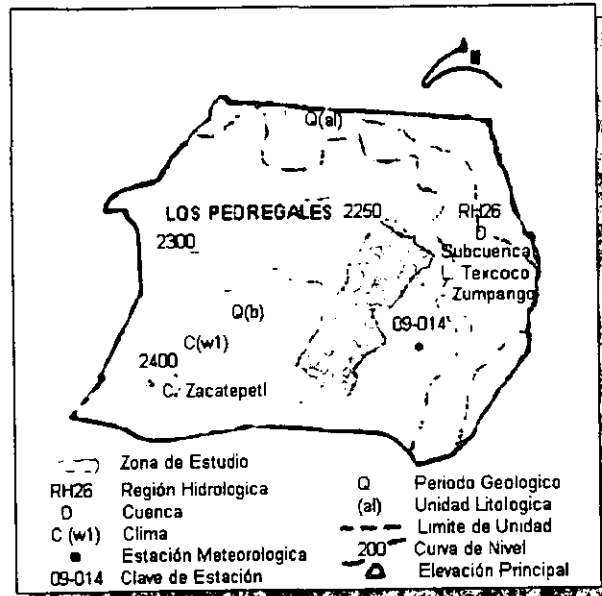 N
Q(al)
LOS PEDREGALES 2250
RH26
2300
D
Subcuenca
L. Texcoco
Zumpango
Q(b)
09-014
C(w1)
2400
C. Zacatepetl
Zona de Estudio
RH26 Región Hidrologica
D Cuenca
C (w1) Clima
Estación Meteorologica
09-014 Clave de Estación
Q Periodo Geologico
(al) Unidad Litologica
Limite de Unidad
200 Curva de Nivel
Elevación Principal